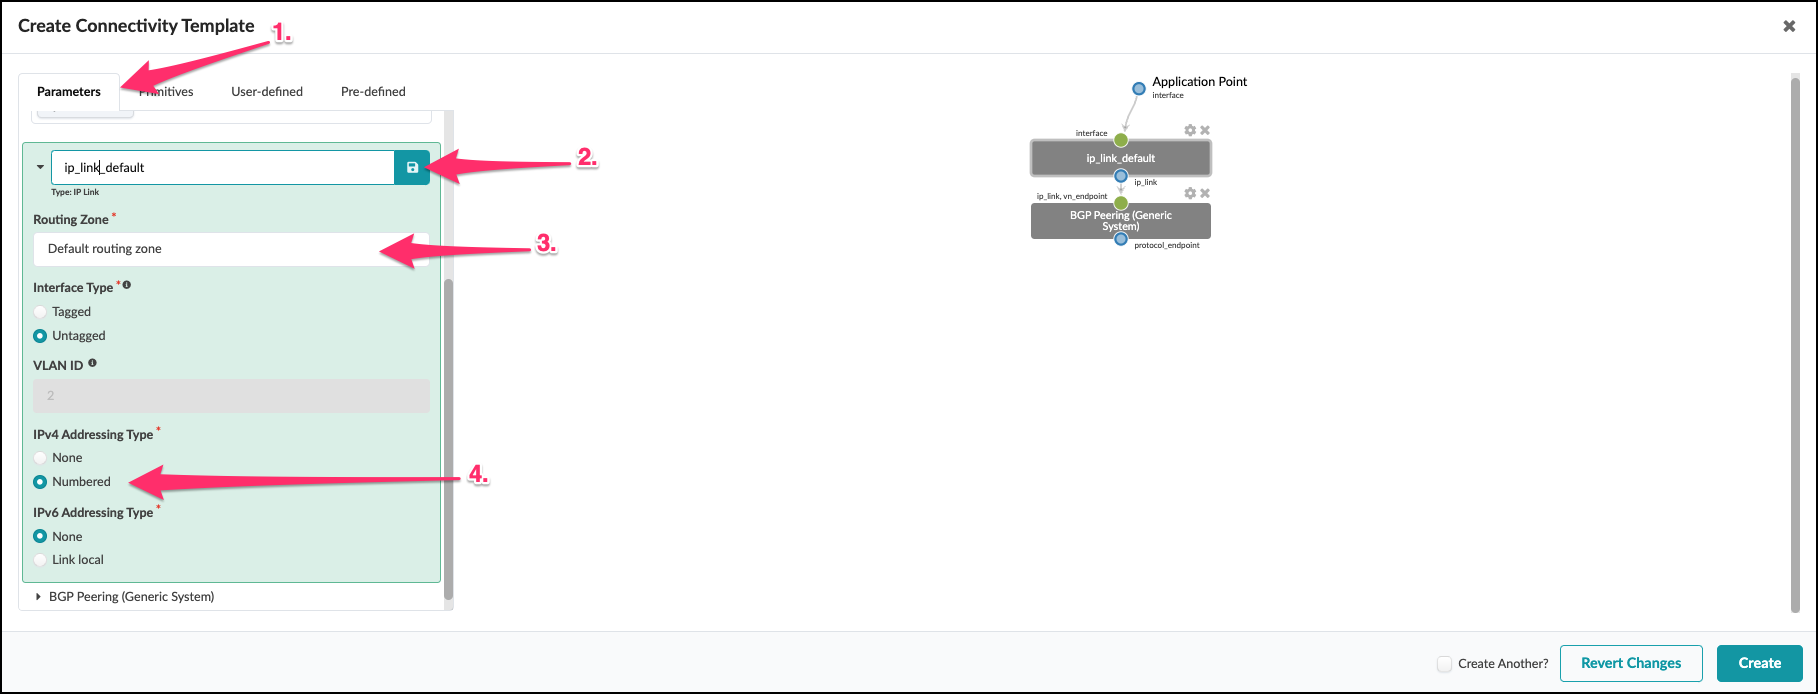 Create Connectivity Template
1.
Parameters
Primitives
User-defined
Pre-defined
ip_link_default
2.
Type: IP Link
Routing Zone *
Default routing zone
3.
Interface Type *
Tagged
Untagged
VLAN ID
2
IPv4 Addressing Type *
None
Numbered
4.
IPv6 Addressing Type *
None
Link local
BGP Peering (Generic System)
Application Point
interface
interface
ip_link_default
ip_link
ip_link, vn_endpoint
BGP Peering (Generic
System)
protocol_endpoint
Create Another?
Revert Changes
Create